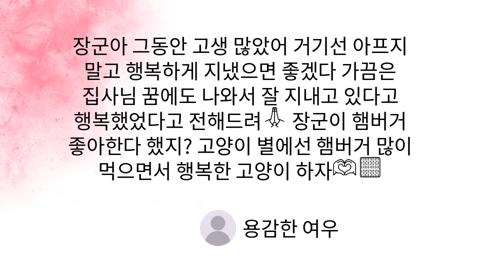 장군아 그동안 고생 많았어 거기선 아프지
말고 행복하게 지냈으면 좋겠다 가끔은
집사님 꿈에도 나와서 잘 지내고 있다고
행복했었다고 전해드려🙏 장군이 햄버거
좋아한다 했지? 고양이 별에선 햄버거 많이
먹으면서 행복한 고양이 하자🫶
용감한 여우